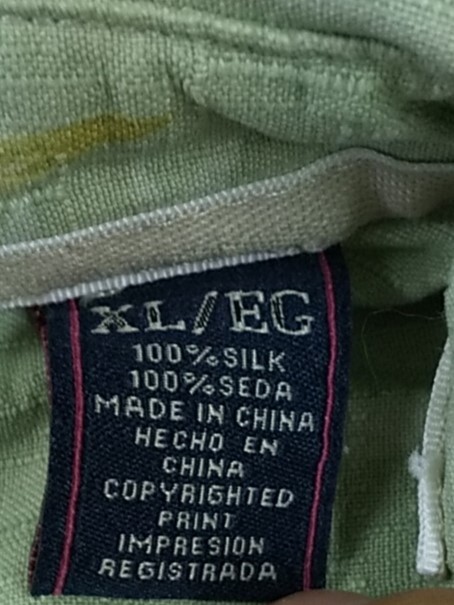 XL/EG
100%SILK
100%SEDA
MADE IN CHINA
HECHO EN
CHINA
COPYRIGHTED
PRINT
IMPRESION
REGISTRADA